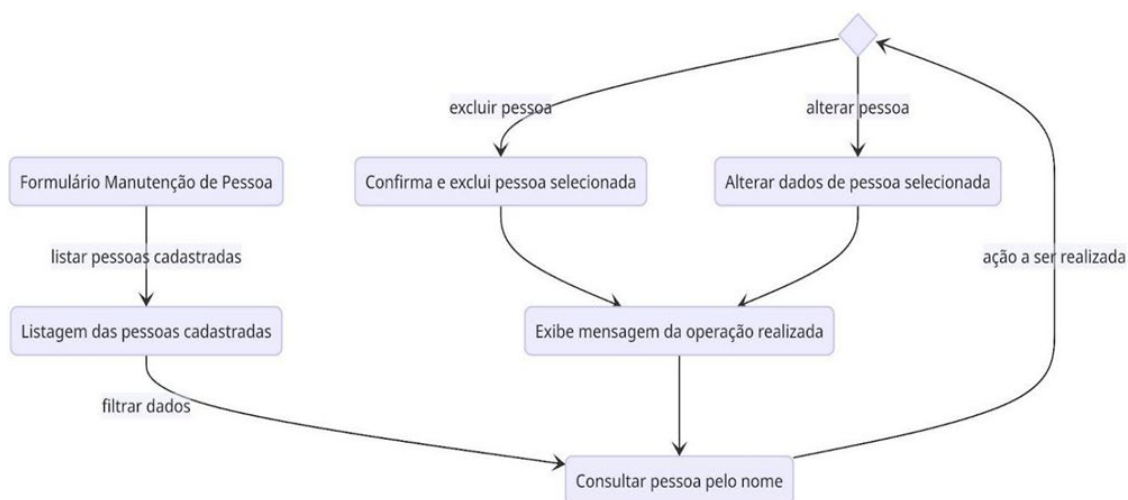 excluir pessoa
alterar pessoa
Formulário Manutenção de Pessoa
Confirma e exclui pessoa selecionada
Alterar dados de pessoa selecionada
listar pessoas cadastradas
ação a ser realizada
Listagem das pessoas cadastradas
Exibe mensagem da operação realizada
filtrar dados
Consultar pessoa pelo nome